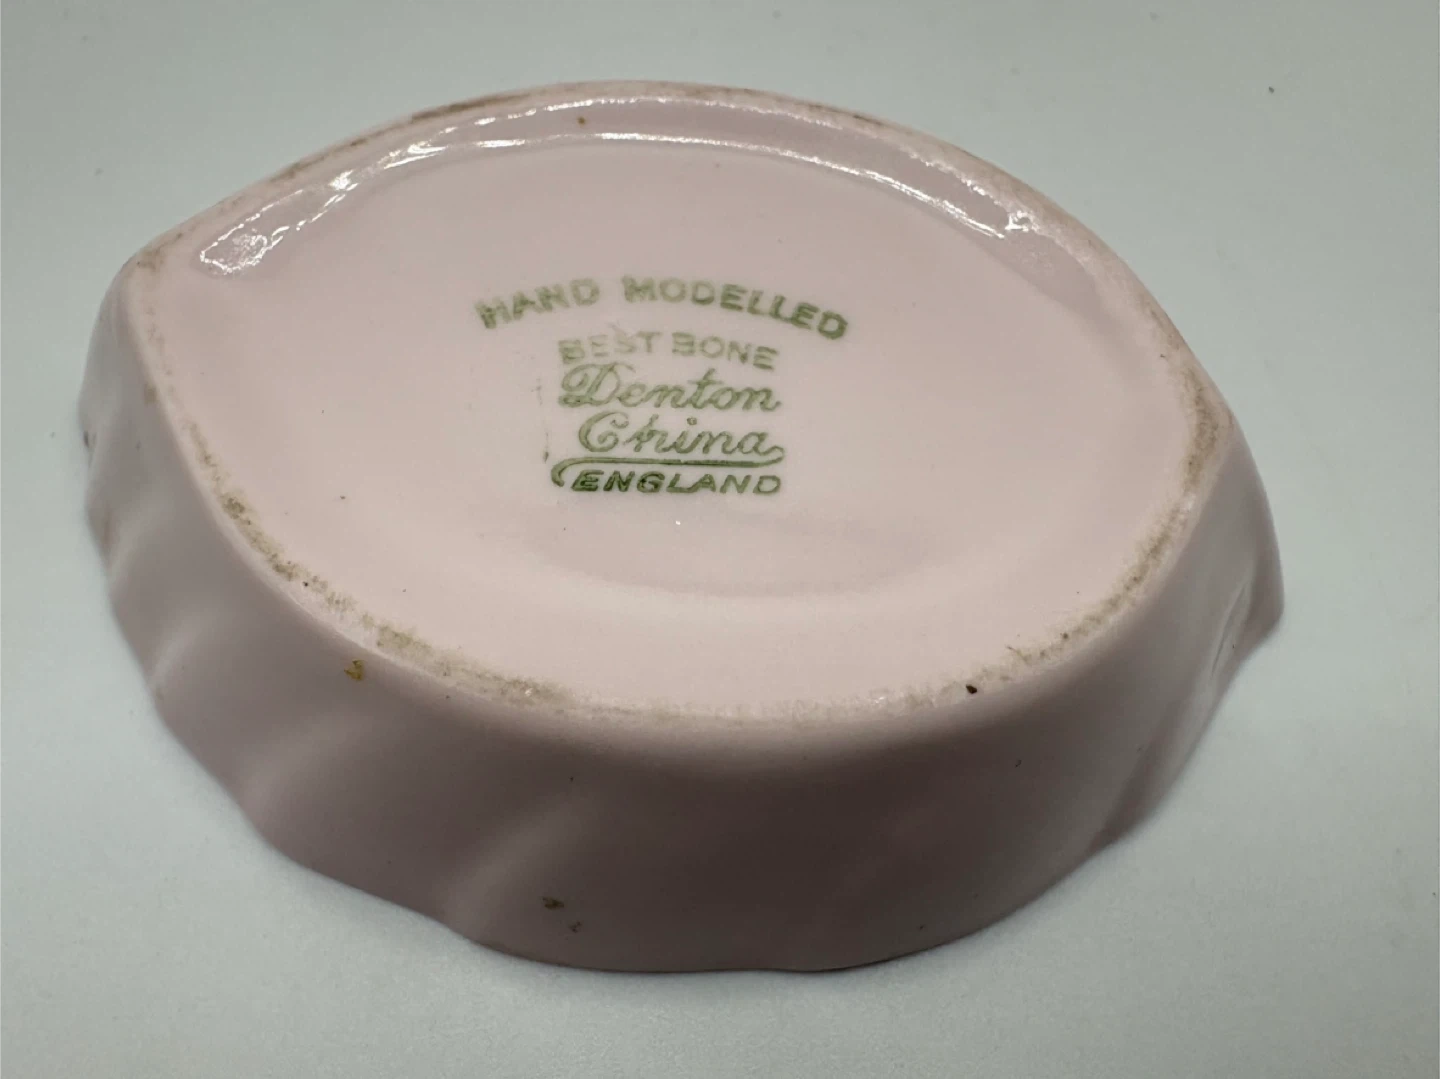 HAND MODELLED
BEST BONE
Denton
China
ENGLAND